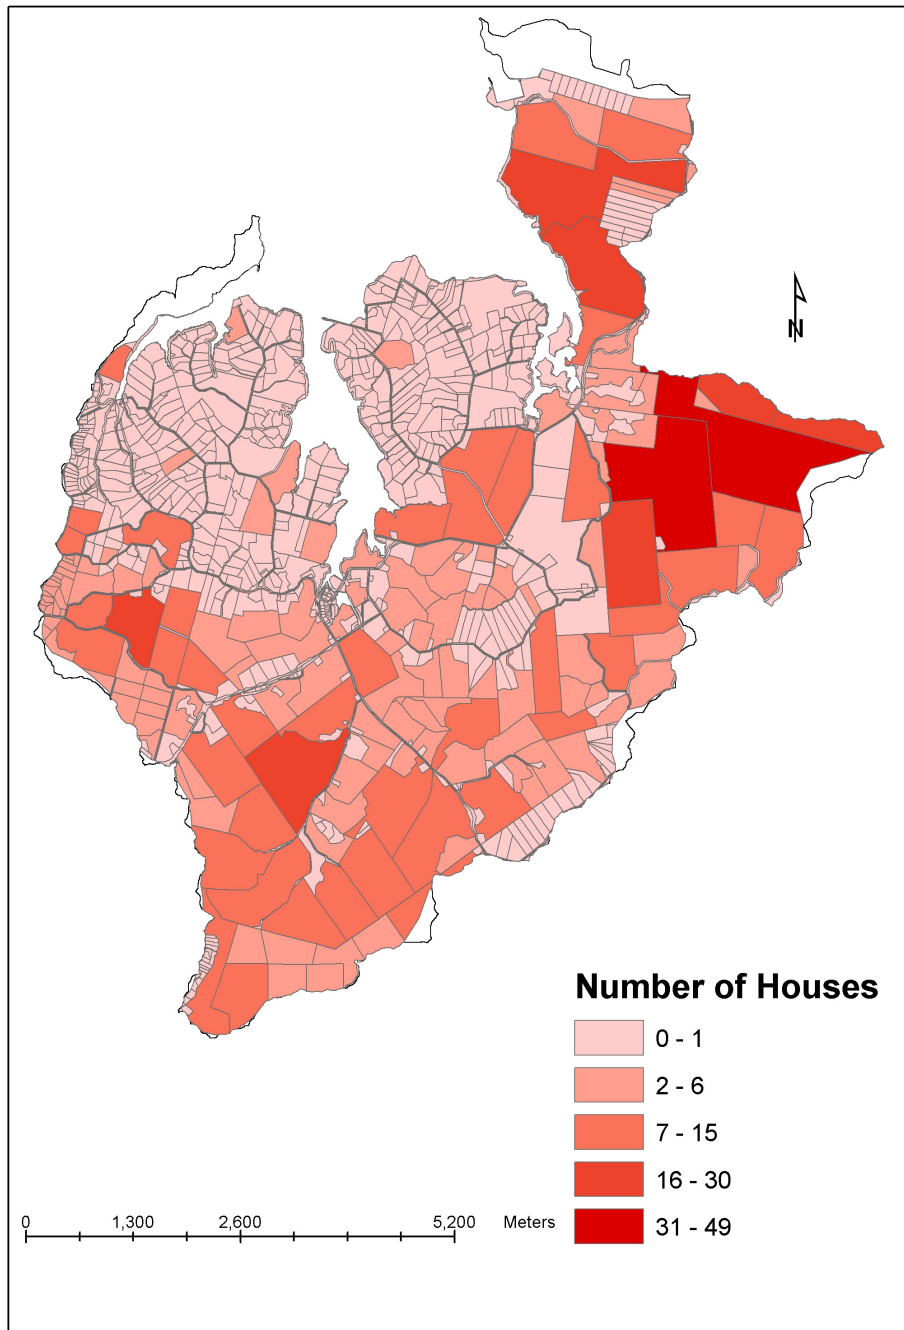 N
Number of Houses
0 - 1
2 - 6
7 - 15
16 - 30
31 - 49
0 1,300 2,600 5,200 Meters